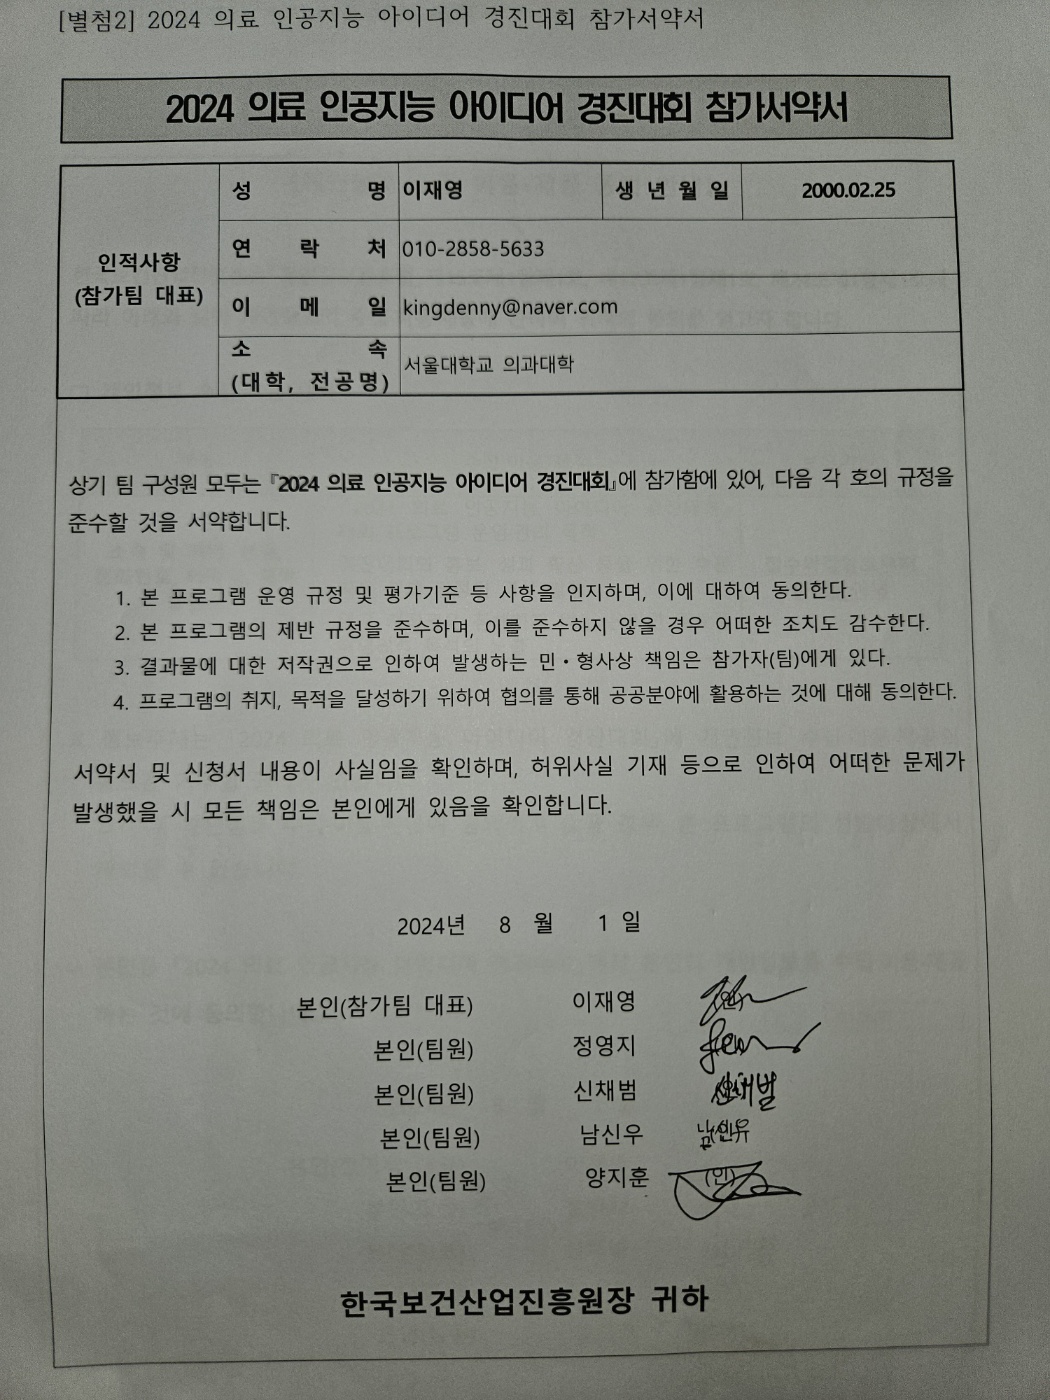 [별첨2] 2024 의료 인공지능 아이디어 경진대회 참가서약서
2024 의료 인공지능 아이디어 경진대회 참가서약서
인적사항
(참가팀 대표)
성 명 이재영 생 년 월 일 2000.02.25
연 락 처 010-2858-5633
이 메 일 kingdenny@naver.com
소 속
(대학, 전공명) 서울대학교 의과대학
상기 팀 구성원 모두는 『2024 의료 인공지능 아이디어 경진대회』에 참가함에 있어, 다음 각 호의 규정을
준수할 것을 서약합니다.
1. 본 프로그램 운영 규정 및 평가기준 등 사항을 인지하며, 이에 대하여 동의한다.
2. 본 프로그램의 제반 규정을 준수하며, 이를 준수하지 않을 경우 어떠한 조치도 감수한다.
3. 결과물에 대한 저작권으로 인하여 발생하는 민・형사상 책임은 참가자(팀)에게 있다.
4. 프로그램의 취지, 목적을 달성하기 위하여 협의를 통해 공공분야에 활용하는 것에 대해 동의한다.
서약서 및 신청서 내용이 사실임을 확인하며, 허위사실 기재 등으로 인하여 어떠한 문제가
발생했을 시 모든 책임은 본인에게 있음을 확인합니다.
2024년 8 월 1 일
본인(참가팀 대표) 이재영 (인)
본인(팀원) 정영지
본인(팀원) 신채범 (인)
본인(팀원) 남신우 (인)
본인(팀원) 양지훈 (인)
한국보건산업진흥원장 귀하